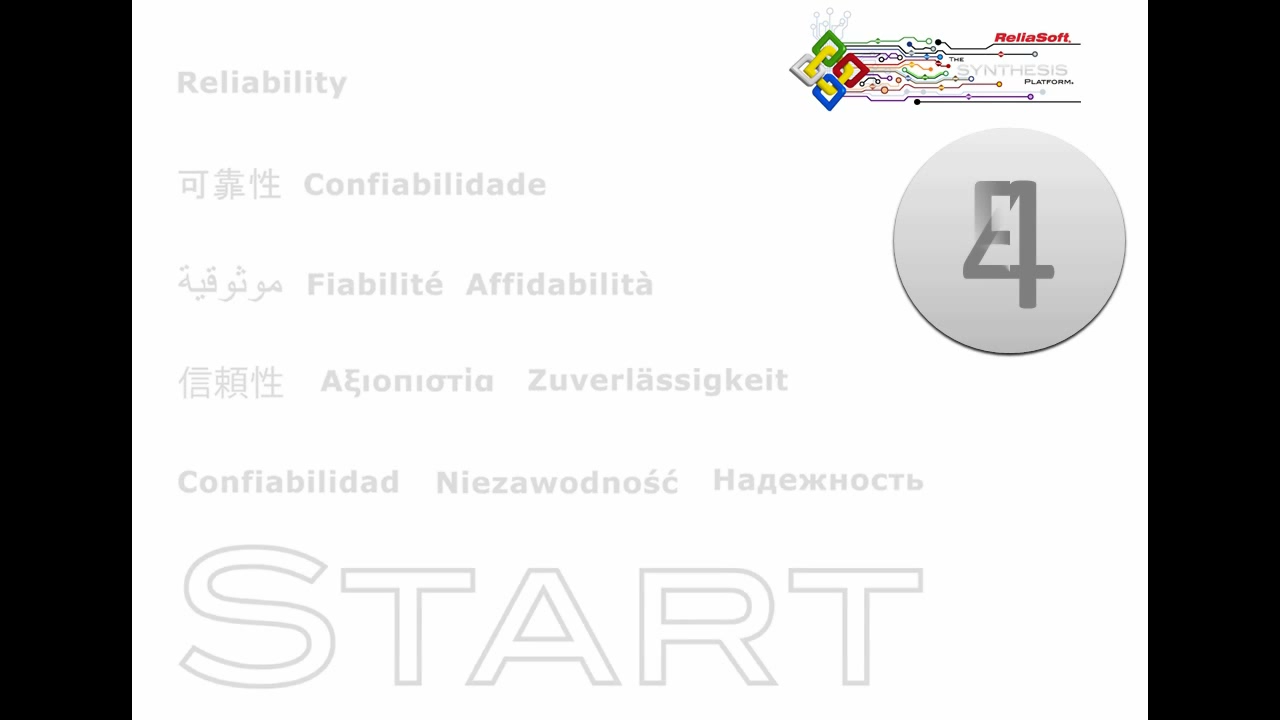 ReliaSoft.
THE
SYNTHESIS
PLATFORM.
Reliability
可靠性 Confiabilidade
موثوقية Fiabilité Affidabilità
信頼性 Αξιοπιστία Zuverlässigkeit
Confiabilidad Niezawodność Надежность
START